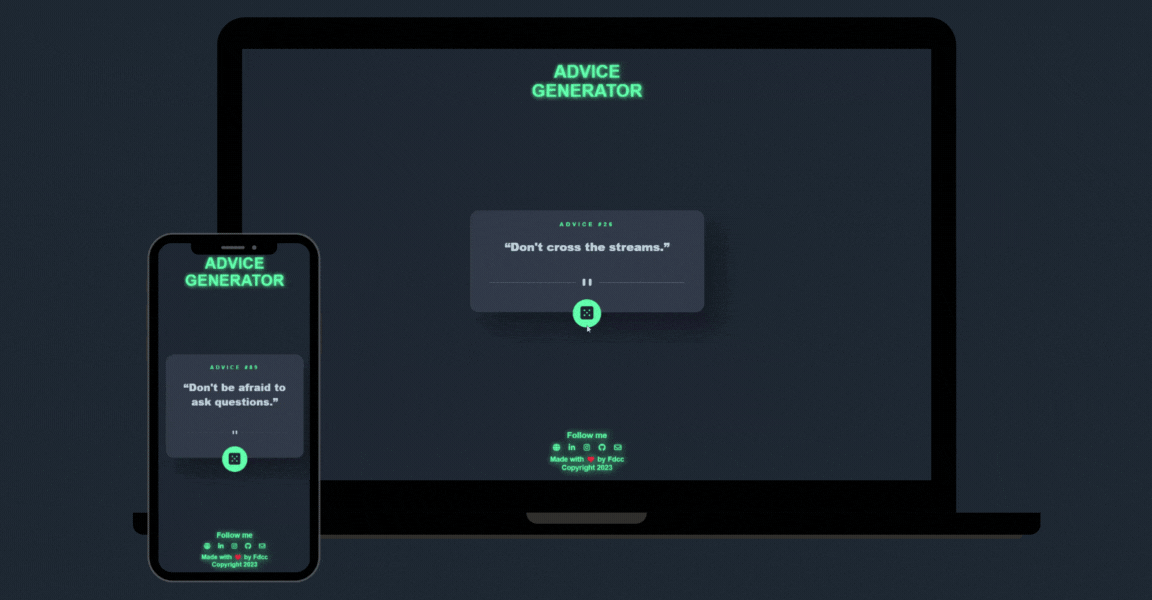 ADVICE
GENERATOR
ADVICE #26
“Don't cross the streams.”
Follow me
in
Made with by Fdcc
Copyright 2023
ADVICE
GENERATOR
ADVICE #89
“Don't be afraid to
ask questions.”
Follow me
in
Made with by Fdcc
Copyright 2023